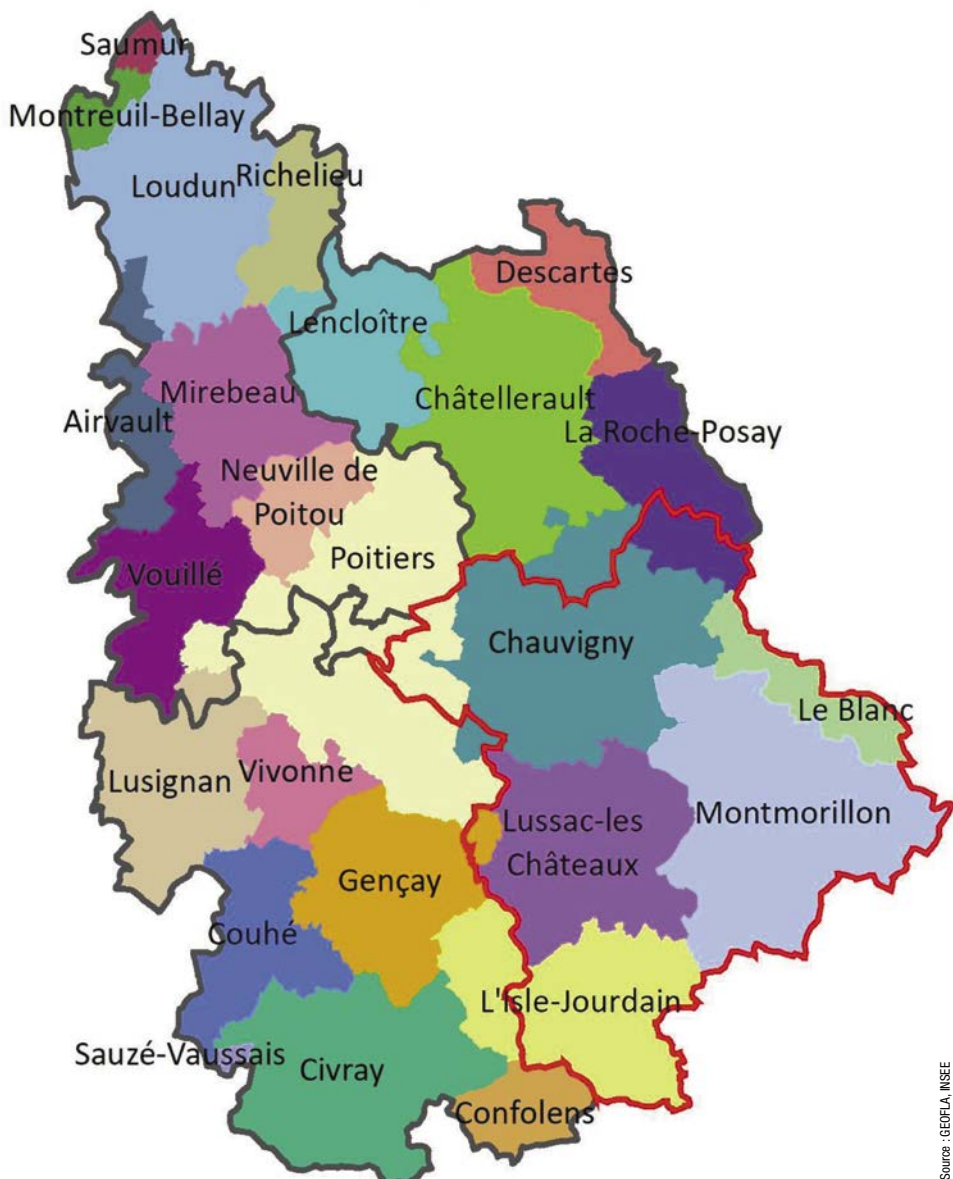 Saumur
Montreuil-Bellay
Loudun
Richelieu
Descartes
Lencloître
Mirebeau
Châtellerault
Airvault
La Roche-Posay
Neuville de
Poitou
Poitiers
Vouillé
Chauvigny
Le Blanc
Lusignan
Vivonne
Lussac-les
Châteaux
Montmorillon
Gençay
Couhé
L'Isle-Jourdain
Sauzé-Vaussais
Civray
Confolens
Source : GEOFLA, INSEE